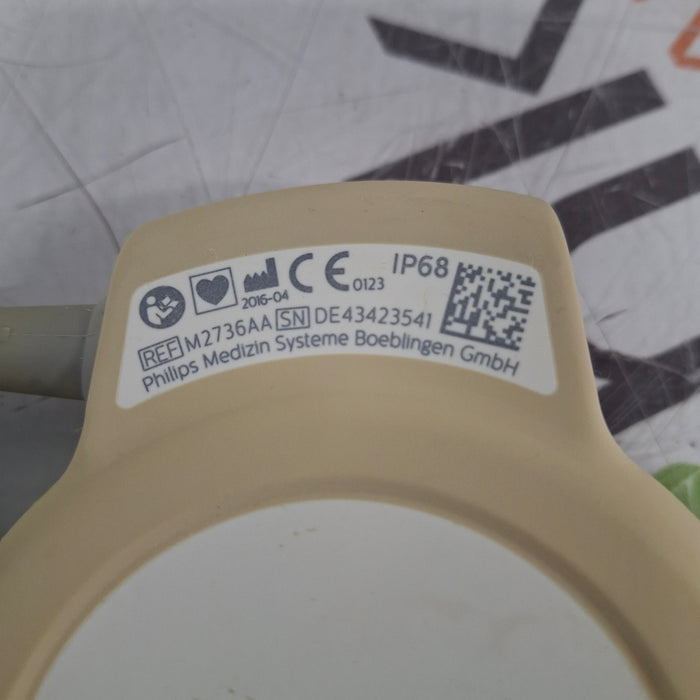 2016-04 CE 0123 IP68
REF M2736AA SN DE43423541
Philips Medizin Systeme Boeblingen GmbH